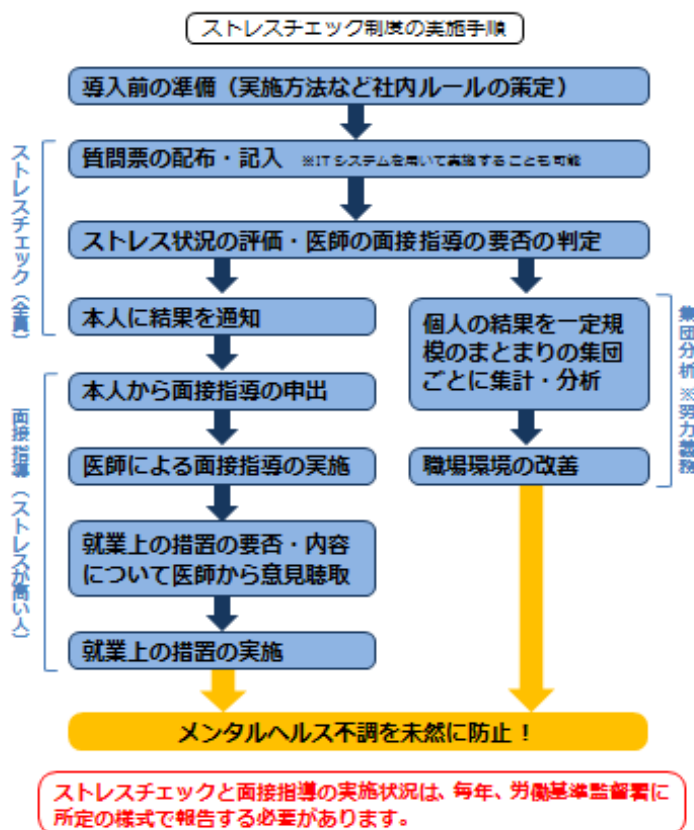 ストレスチェック制度の実施手順
導入前の準備（実施方法など社内ルールの策定）
ストレスチェック（全員）
質問票の配布・記入 ※ITシステムを用いて実施することも可能
ストレス状況の評価・医師の面接指導の要否の判定
本人に結果を通知
個人の結果を一定規
模のまとまりの集団
ごとに集計・分析
集団分析 ※努力義務
面接指導（ストレスが高い人）
本人から面接指導の申出
医師による面接指導の実施
職場環境の改善
就業上の措置の要否・内容
について医師から意見聴取
就業上の措置の実施
メンタルヘルス不調を未然に防止！
ストレスチェックと面接指導の実施状況は、毎年、労働基準監督署に
所定の様式で報告する必要があります。